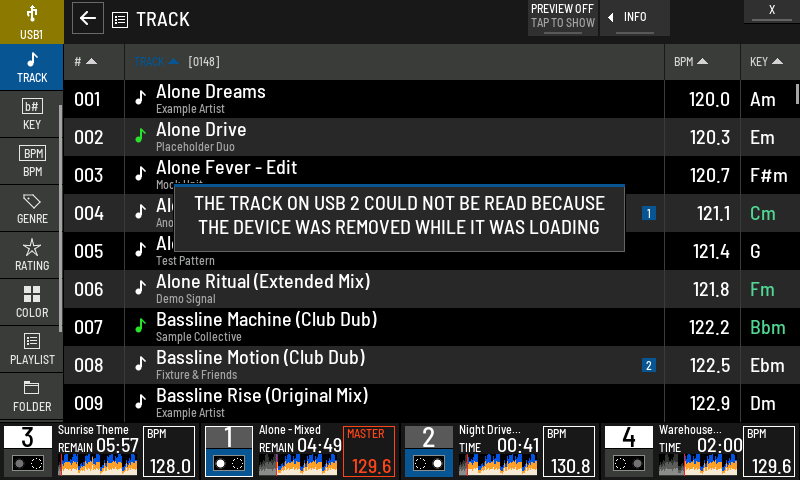 USB1
TRACK
PREVIEW OFF
TAP TO SHOW
INFO
X
# TRACK [0148] BPM KEY
TRACK
KEY
BPM
BPM
GENRE
RATING
COLOR
PLAYLIST
FOLDER
001 Alone Dreams 120.0 Am
Example Artist
002 Alone Drive 120.3 Em
Placeholder Duo
003 Alone Fever - Edit 120.7 F#m
004 1 121.1 Cm
005 121.4 G
Test Pattern
THE TRACK ON USB 2 COULD NOT BE READ BECAUSE
THE DEVICE WAS REMOVED WHILE IT WAS LOADING
006 Alone Ritual (Extended Mix) 121.8 Fm
Demo Signal
007 Bassline Machine (Club Dub) 122.2 Bbm
Sample Collective
008 Bassline Motion (Club Dub) 2 122.5 Ebm
Fixture & Friends
009 Bassline Rise (Original Mix) 122.9 Dm
Example Artist
3 Sunrise Theme BPM
REMAIN 05:57
128.0
1 Alone - Mixed MASTER
REMAIN 04:49
129.6
2 Night Drive... BPM
TIME 00:41
130.8
4 Warehouse... BPM
TIME 02:00
129.6